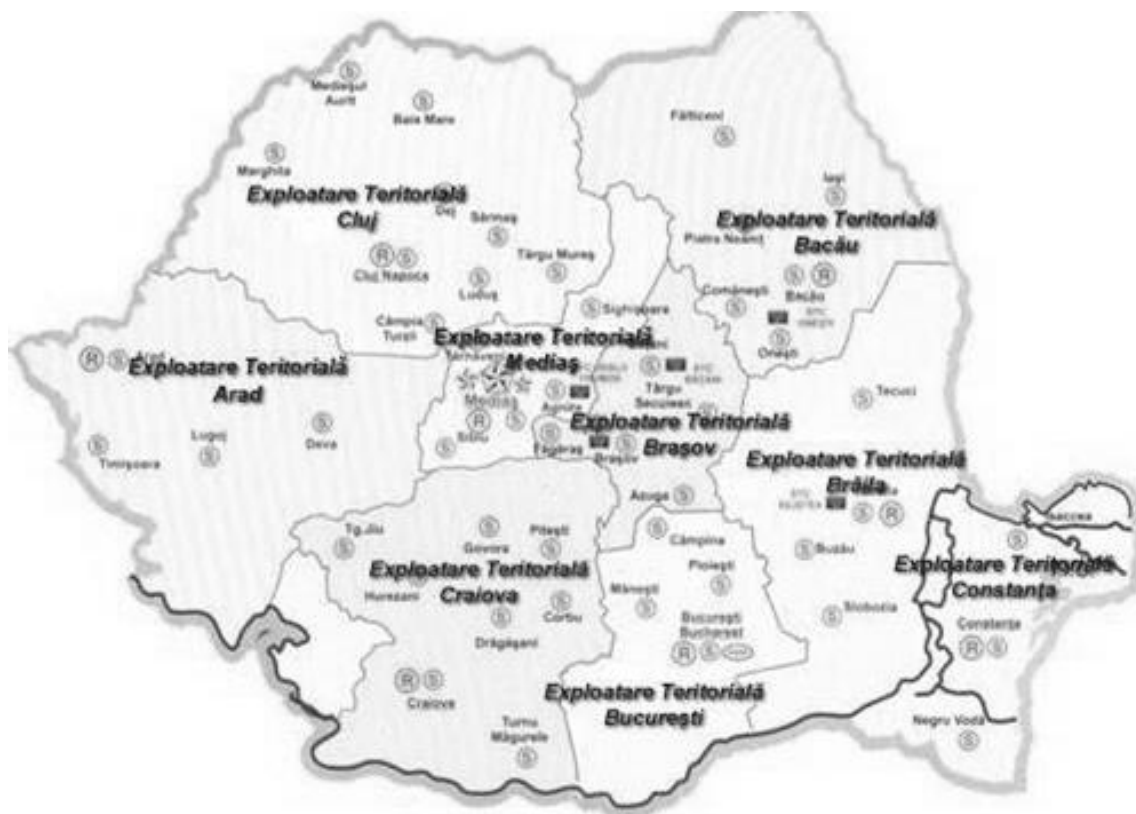 Mediaşul
Aurit
Baia Mare
Fălticeni
Marghita
Iaşi
Exploatare Teritorială
Cluj
Dej
Sărmaş
Exploatare Teritorială
Bacău
Piatra Neamţ
Târgu Mureş
R S
Cluj Napoca
Luduş
Comăneşti
S R
Bacău
Sighişoara
Câmpia
Turzii
Oneşti
Exploatare Teritorială
Mediaş
R S Arad
Exploatare Teritorială
Arad
Târgu
Secuiesc
Tecuci
Mediaş
Agnita
Lugoj
Deva
Timişoara
Sibiu
Făgăraş
Exploatare Teritorială
Braşov
Braşov
Exploatare Teritorială
Brăila
Azuga
S R
Isaccea
Tg.Jiu
Govora
Piteşti
Câmpina
Buzău
Ploieşti
Exploatare Teritorială
Craiova
Exploatare Teritorială
Constanţa
Hurezani
Măneşti
Corbu
Drăgăşani
Slobozia
Bucureşti
Bucharest
R S
Constanţa
R S
R S
Craiova
Exploatare Teritorială
Bucureşti
Turnu
Măgurele
Negru Vodă